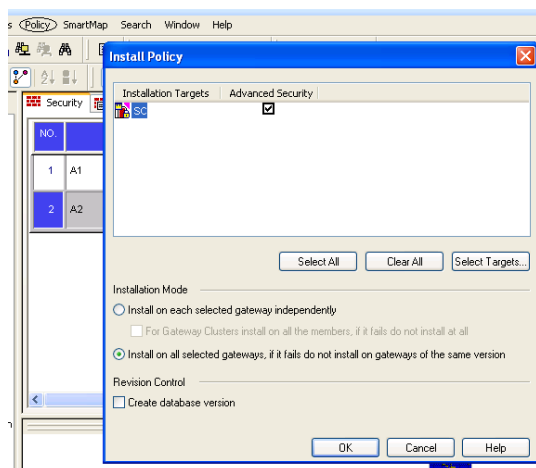 s Policy SmartMap Search Window Help
Install Policy
Installation Targets Advanced Security
SC
Security
NO.
1 A1
2 A2
Select All Clear All Select Targets...
Installation Mode
Install on each selected gateway independently
For Gateway Clusters install on all the members, if it fails do not install at all
Install on all selected gateways, if it fails do not install on gateways of the same version
Revision Control
Create database version
OK Cancel Help